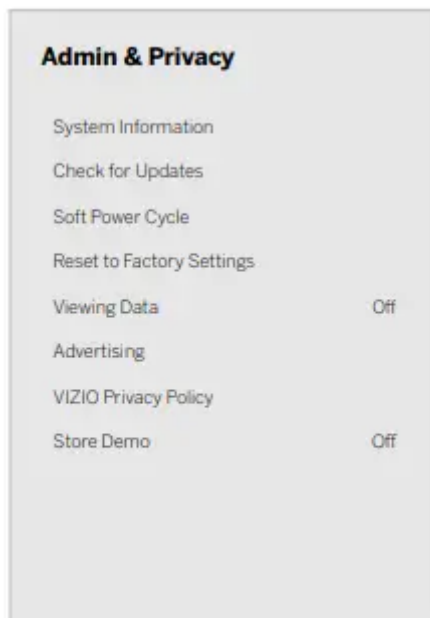 Admin & Privacy
System Information
Check for Updates
Soft Power Cycle
Reset to Factory Settings
Viewing Data Off
Advertising
VIZIO Privacy Policy
Store Demo Off